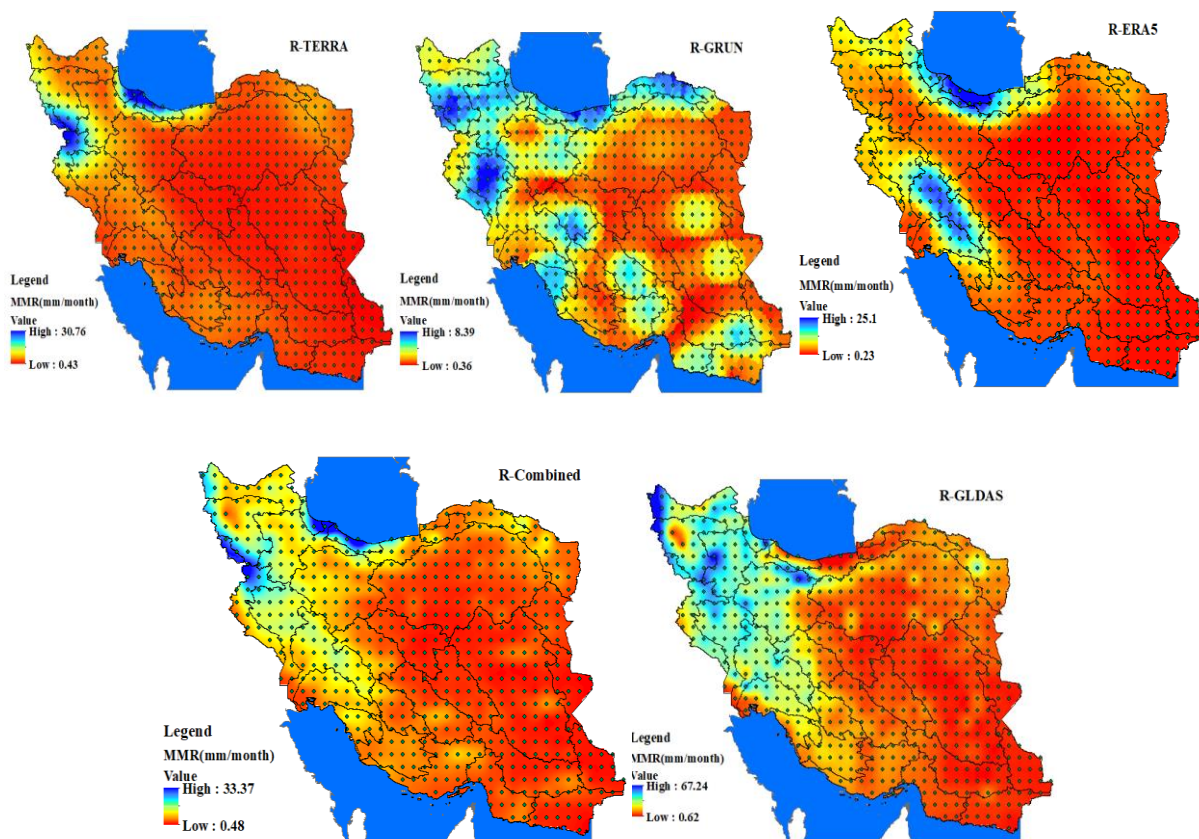 R-TERRA
Legend
MMR(mm/month)
Value
High : 30.76
Low : 0.43
R-GRUN
Legend
MMR(mm/month)
Value
High : 8.39
Low : 0.36
R-ERA5
Legend
MMR(mm/month)
Value
High : 25.1
Low : 0.23
R-Combined
Legend
MMR(mm/month)
Value
High : 33.37
Low : 0.48
R-GLDAS
Legend
MMR(mm/month)
Value
High : 67.24
Low : 0.62